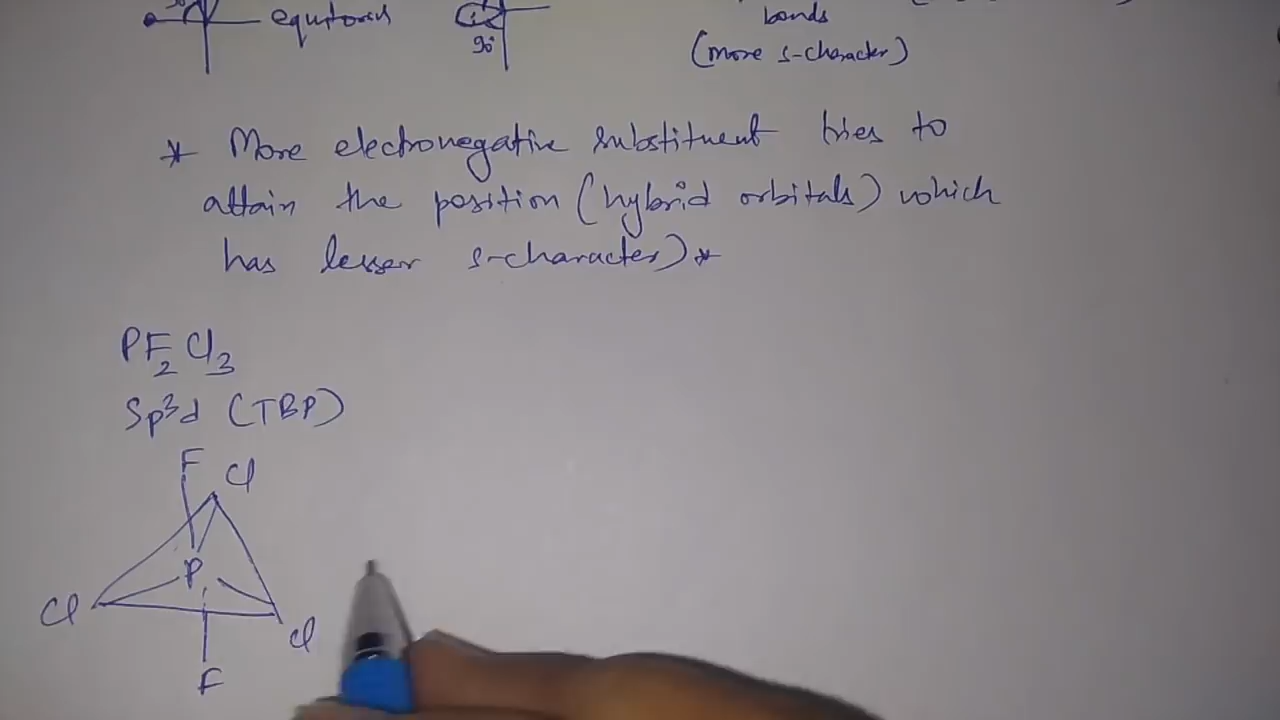 equitorials
90°
bonds
(more s-character)
* More electronegative substituent tries to
attain the position (hybrid orbitals) which
has lesser s-character) *
PF₂Cl₃
Sp³d (TBP)
F
Cl
P
Cl
Cl
F